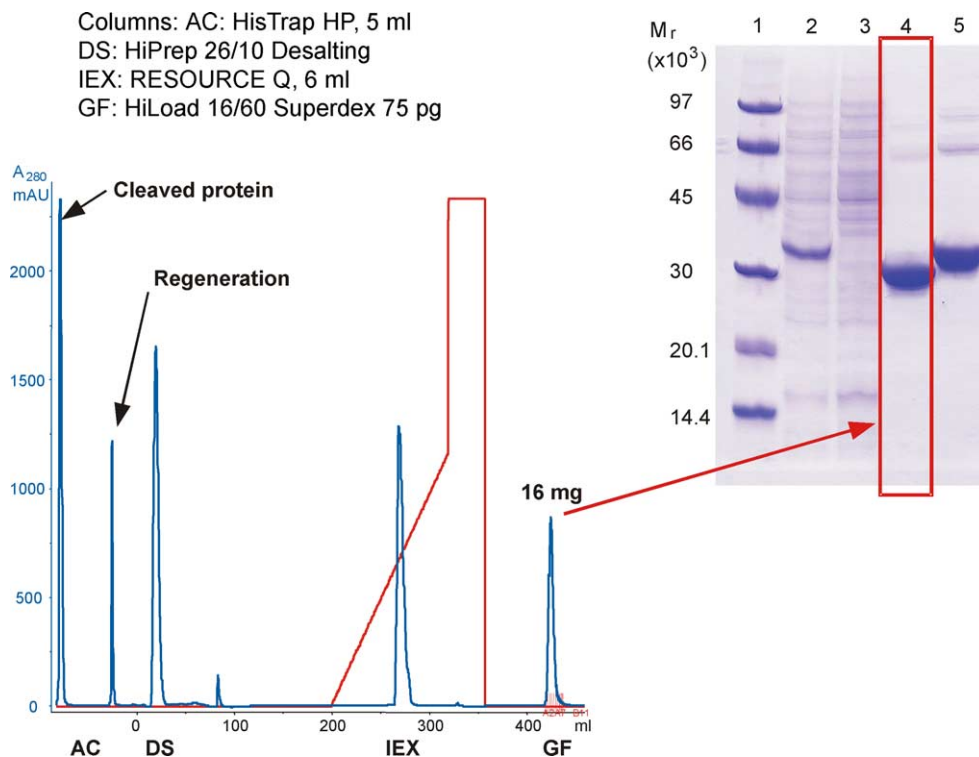 Columns: AC: HisTrap HP, 5 ml
DS: HiPrep 26/10 Desalting
IEX: RESOURCE Q, 6 ml
GF: HiLoad 16/60 Superdex 75 pg
A280
mAU
Cleaved protein
Regeneration
2000
1500
1000
500
0
16 mg
0 100 200 300 400 ml
AC DS IEX GF
Mr
(x10³)
1 2 3 4 5
97
66
45
30
20.1
14.4